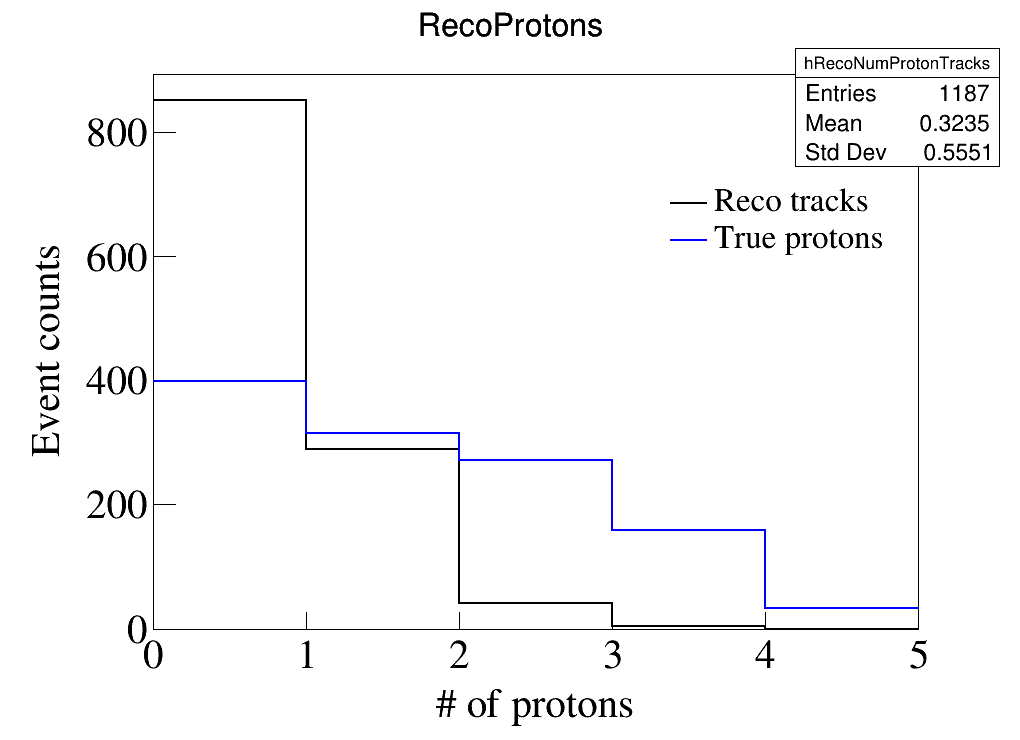 RecoProtons
hRecoNumProtonTracks
Entries 1187
Mean 0.3235
Std Dev 0.5551
Reco tracks
True protons
Event counts
800
600
400
200
0
0 1 2 3 4 5
# of protons